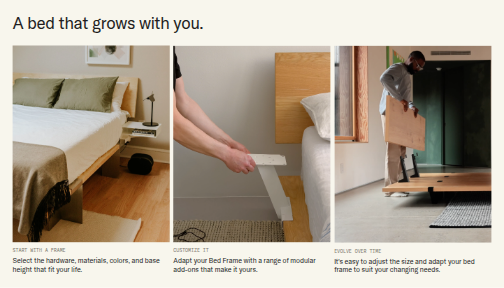 A bed that grows with you.
START WITH A FRAME
Select the hardware, materials, colors, and base
height that fit your life.
CUSTOMIZE IT
Adapt your Bed Frame with a range of modular
add-ons that make it yours.
EVOLVE OVER TIME
It's easy to adjust the size and adapt your bed
frame to suit your changing needs.